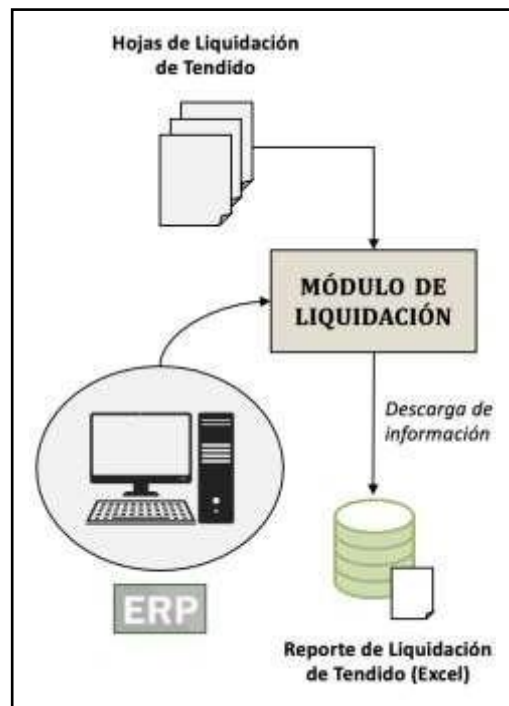 Hojas de Liquidación
de Tendido
MÓDULO DE
LIQUIDACIÓN
Descarga de
información
ERP
Reporte de Liquidación
de Tendido (Excel)